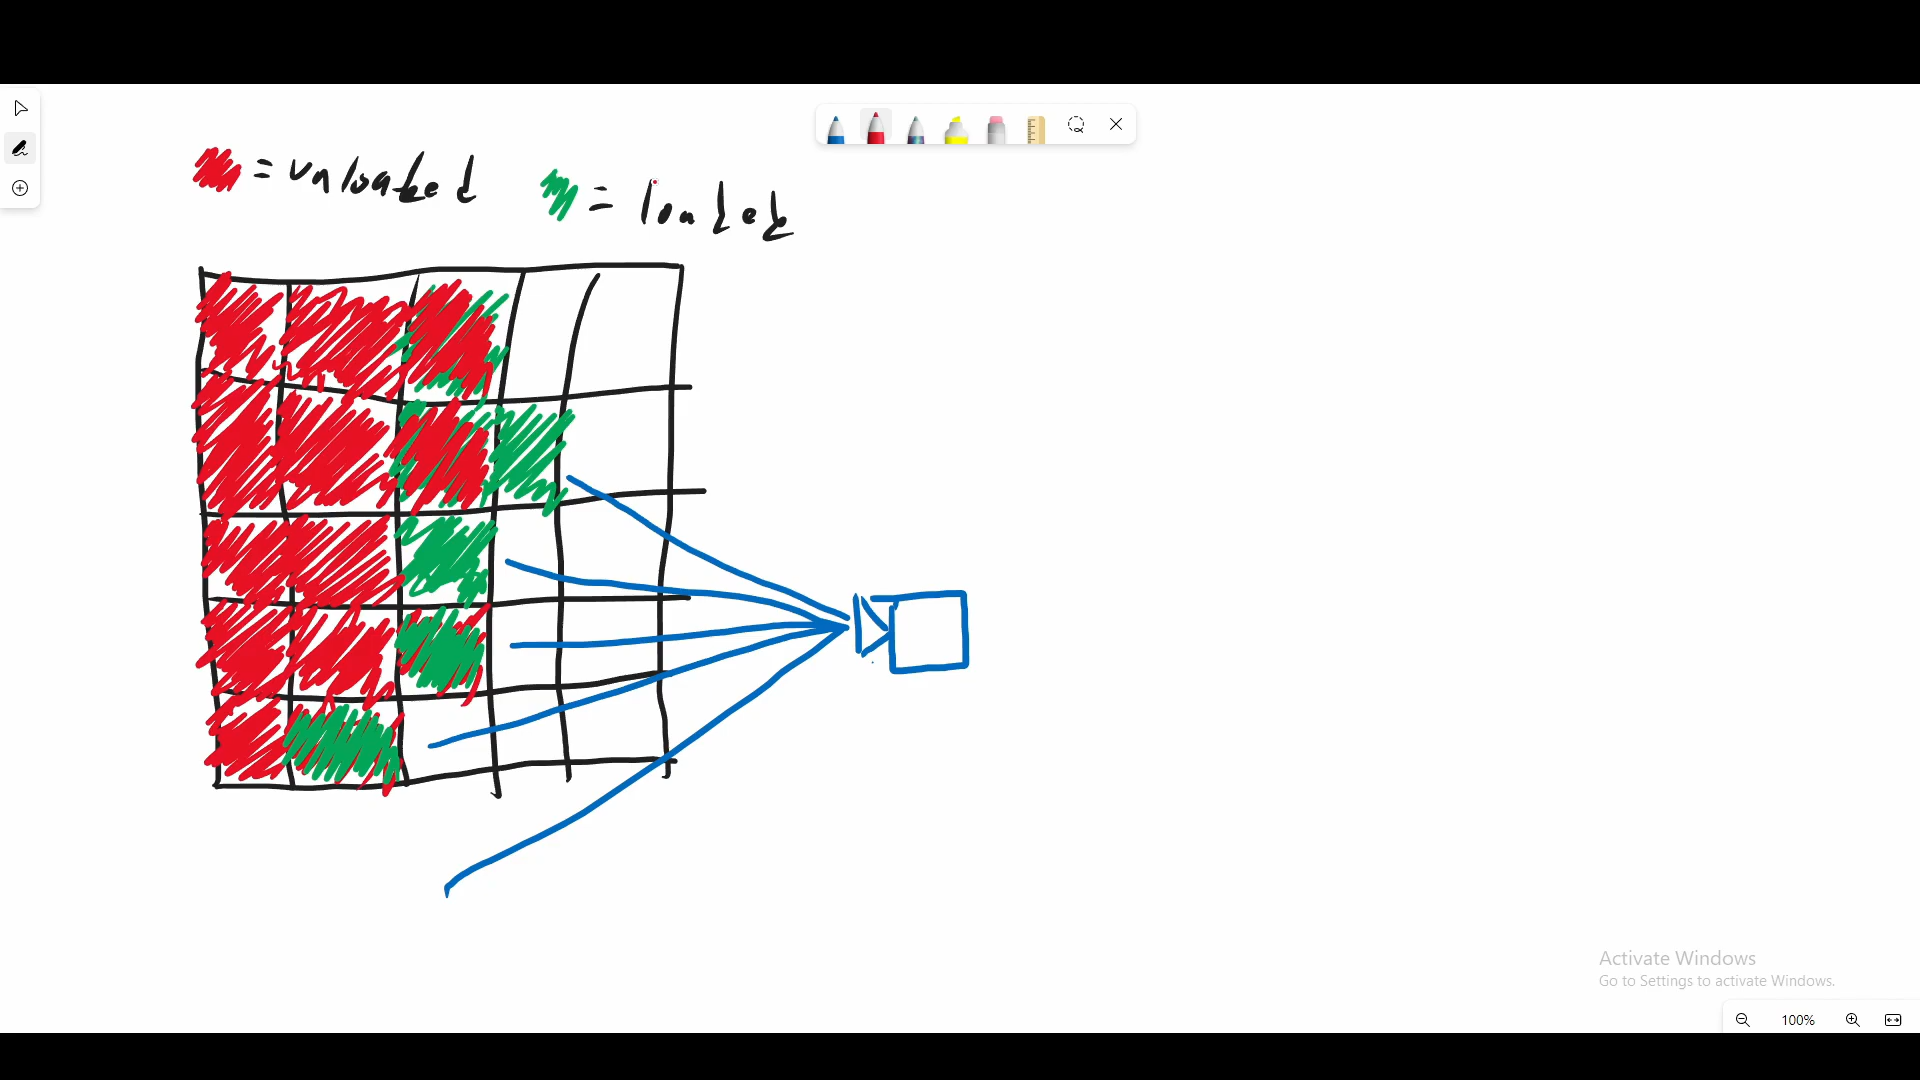 = unloaded
= loaded
Activate Windows
Go to Settings to activate Windows.
100%